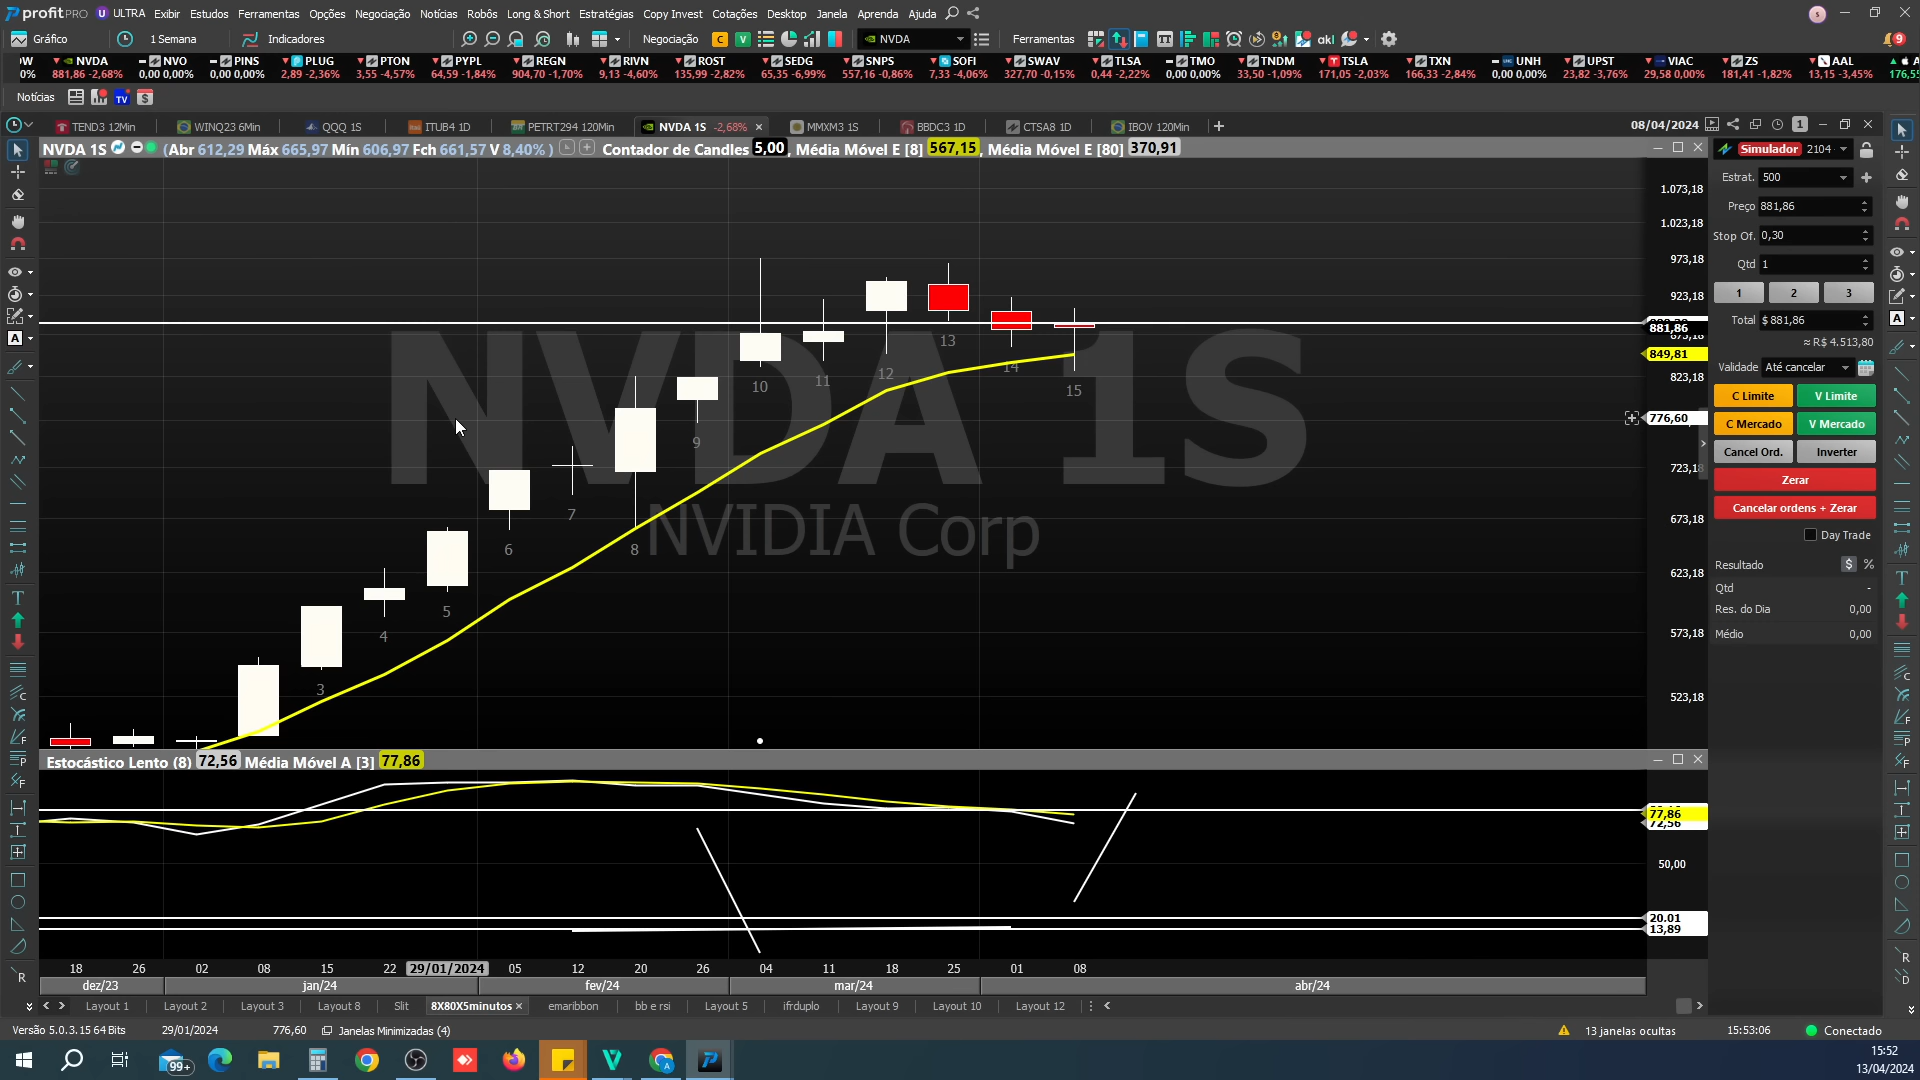 profitPRO U ULTRA Exibir Estudos Ferramentas Opções Negociação Notícias Robôs Long & Short Estratégias Copy Invest Cotações Desktop Janela Aprenda Ajuda
Gráfico 1 Semana Indicadores Negociação C V NVDA Ferramentas akl 9
NVDA NVO PINS PLUG PTON PYPL REGN RIVN ROST SEDG SNPS SOFI SWAV TLSA TMO TNDM TSLA TXN UNH UPST VIAC ZS AAL
0% 881,86 -2,68% 0,00 0,00% 0,00 0,00% 2,89 -2,36% 3,55 -4,57% 64,59 -1,84% 904,70 -1,70% 9,13 -4,60% 135,99 -2,82% 65,35 -6,99% 557,16 -0,86% 7,33 -4,06% 327,70 -0,15% 0,44 -2,22% 0,00 0,00% 33,50 -1,09% 171,05 -2,03% 166,33 -2,84% 0,00 0,00% 23,82 -3,76% 29,58 0,00% 181,41 -1,82% 13,15 -3,45%
Notícias TV $
TEND3 12Min WINQ23 6Min QQQ 1S ITUB4 1D PETRT294 120Min NVDA 1S -2,68% MMXM3 1S BBDC3 1D CTSA8 1D IBOV 120Min 08/04/2024 1
NVDA 1S (Abr 612,29 Máx 665,97 Mín 606,97 Fch 661,57 V 8,40% ) Contador de Candles 5,00, Média Móvel E [8] 567,15, Média Móvel E [80] 370,91
NVDA 1S
NVIDIA Corp
3
4
5
6
7
8
9
10
11
12
13
14
15
1.073,18
1.023,18
973,18
923,18
881,86
873,18
849,81
823,18
776,60
723,18
673,18
623,18
573,18
523,18
Simulador 2104
Estrat. 500
Preço 881,86
Stop Of. 0,30
Qtd 1
1 2 3
Total $ 881,86
≈ R$ 4.513,80
Validade Até cancelar
C Limite V Limite
C Mercado V Mercado
Cancel Ord. Inverter
Zerar
Cancelar ordens + Zerar
Day Trade
Resultado $ %
Qtd -
Res. do Dia 0,00
Médio 0,00
Estocástico Lento (8) 72,56 Média Móvel A [3] 77,86
77,86
72,56
50,00
20.01
13,89
18 26 02 08 15 22 29/01/2024 05 12 20 26 04 11 18 25 01 08
dez/23 jan/24 fev/24 mar/24 abr/24
Layout 1 Layout 2 Layout 3 Layout 8 Slit 8X80X5minutos emaribbon bb e rsi Layout 5 ifrduplo Layout 9 Layout 10 Layout 12
Versão 5.0.3.15 64 Bits 29/01/2024 776,60 Janelas Minimizadas (4) 13 janelas ocultas 15:53:06 Conectado
99+
15:52
13/04/2024